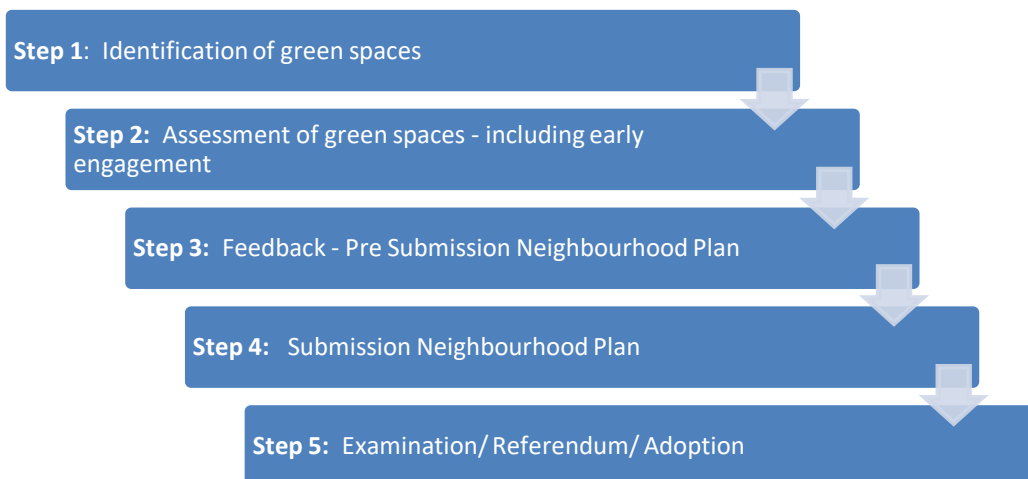 Step 1: Identification of green spaces
Step 2: Assessment of green spaces - including early
engagement
Step 3: Feedback - Pre Submission Neighbourhood Plan
Step 4: Submission Neighbourhood Plan
Step 5: Examination/ Referendum/ Adoption